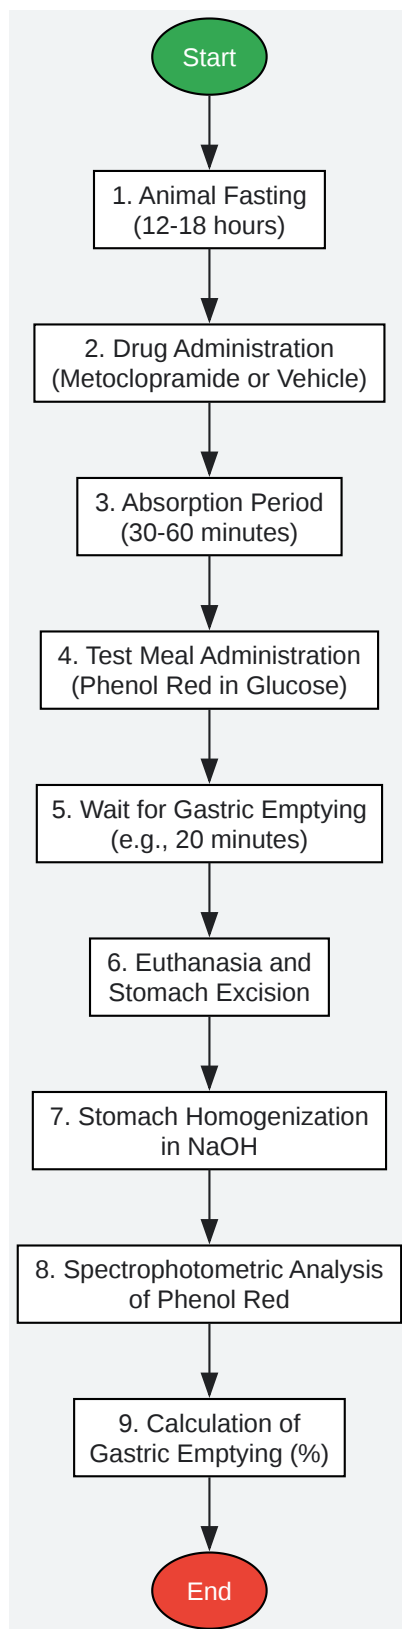 Start
1. Animal Fasting
(12-18 hours)
2. Drug Administration
(Metoclopramide or Vehicle)
3. Absorption Period
(30-60 minutes)
4. Test Meal Administration
(Phenol Red in Glucose)
5. Wait for Gastric Emptying
(e.g., 20 minutes)
6. Euthanasia and
Stomach Excision
7. Stomach Homogenization
in NaOH
8. Spectrophotometric Analysis
of Phenol Red
9. Calculation of
Gastric Emptying (%)
End